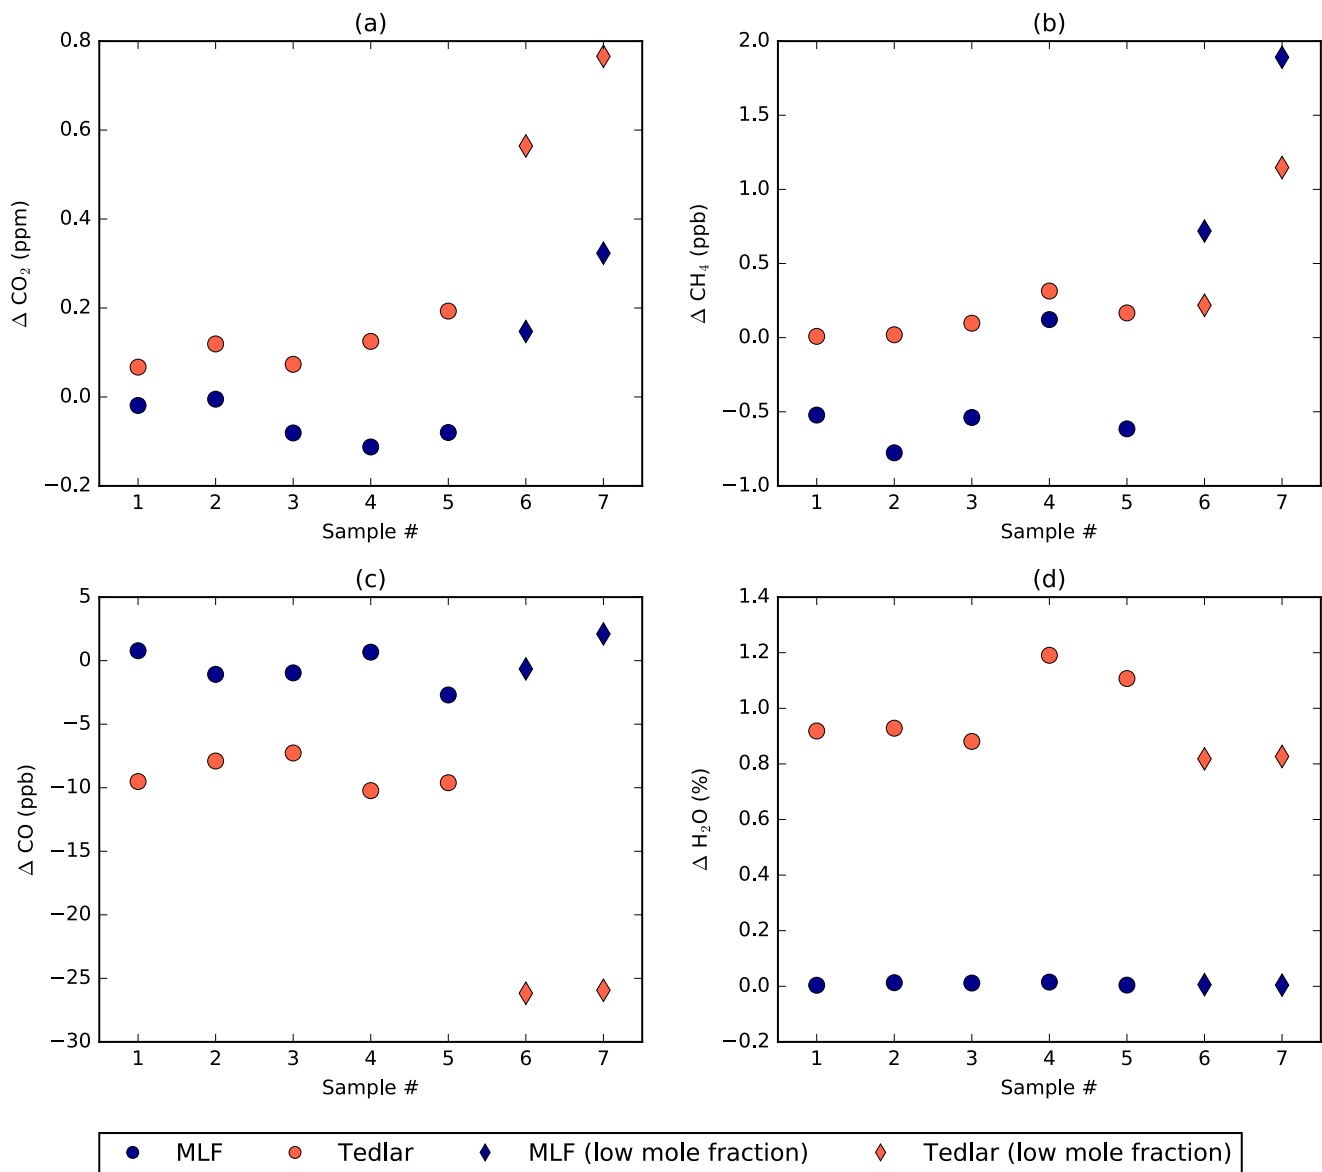 (a)
0.8
0.6
0.4
0.2
0.0
−0.2
Δ CO₂ (ppm)
1 2 3 4 5 6 7
Sample #
(b)
2.0
1.5
1.0
0.5
0.0
−0.5
−1.0
Δ CH₄ (ppb)
1 2 3 4 5 6 7
Sample #
(c)
5
0
−5
−10
−15
−20
−25
−30
Δ CO (ppb)
1 2 3 4 5 6 7
Sample #
(d)
1.4
1.2
1.0
0.8
0.6
0.4
0.2
0.0
−0.2
Δ H₂O (%)
1 2 3 4 5 6 7
Sample #
MLF Tedlar MLF (low mole fraction) Tedlar (low mole fraction)